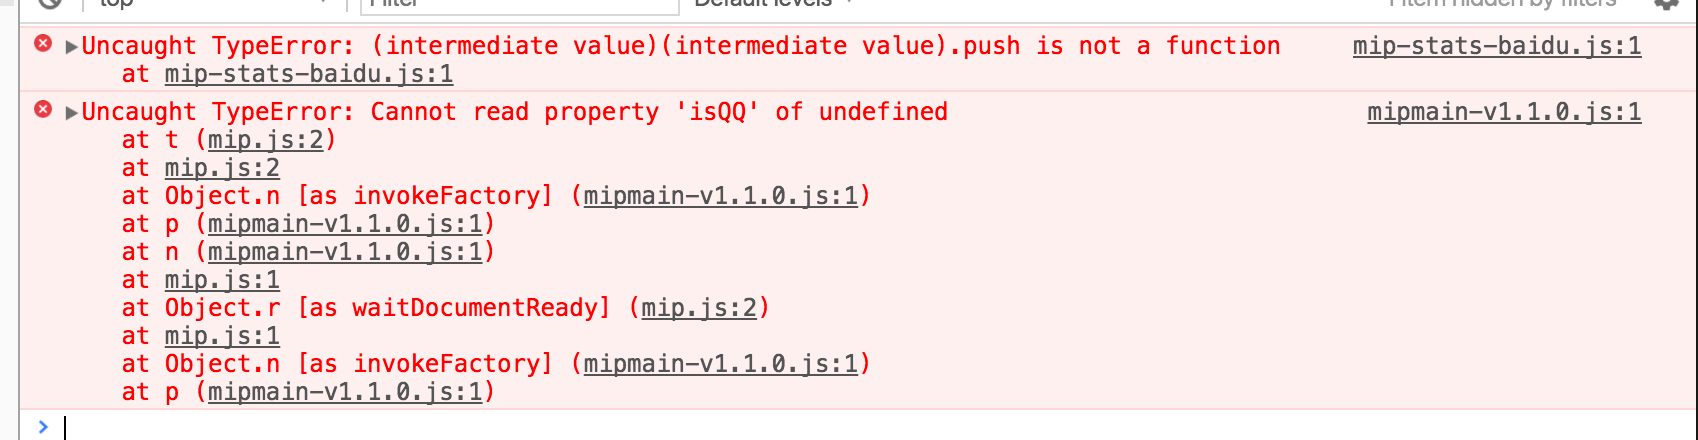 top Filter Default levels 1 item hidden by filters
Uncaught TypeError: (intermediate value)(intermediate value).push is not a function mip-stats-baidu.js:1
at mip-stats-baidu.js:1
Uncaught TypeError: Cannot read property 'isQQ' of undefined mipmain-v1.1.0.js:1
at t (mip.js:2)
at mip.js:2
at Object.n [as invokeFactory] (mipmain-v1.1.0.js:1)
at p (mipmain-v1.1.0.js:1)
at n (mipmain-v1.1.0.js:1)
at mip.js:1
at Object.r [as waitDocumentReady] (mip.js:2)
at mip.js:1
at Object.n [as invokeFactory] (mipmain-v1.1.0.js:1)
at p (mipmain-v1.1.0.js:1)